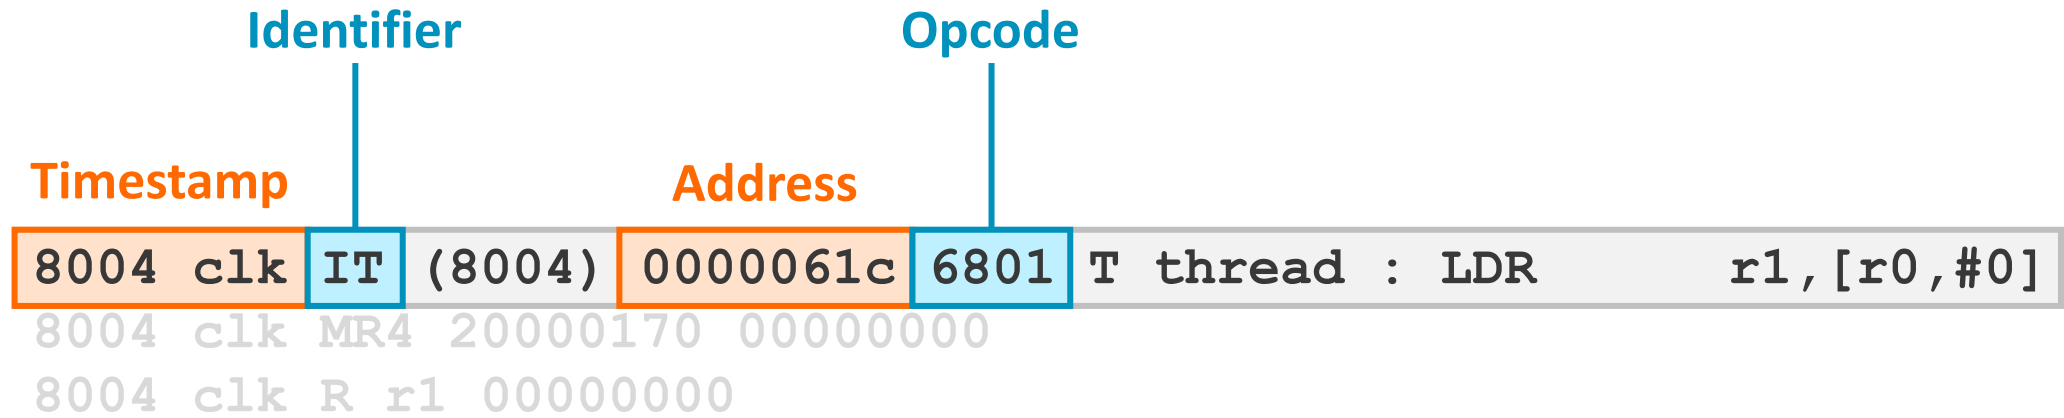 Identifier Opcode
Timestamp Address
8004 clk IT (8004) 0000061c 6801 T thread : LDR r1,[r0,#0]
8004 clk MR4 20000170 00000000
8004 clk R r1 00000000